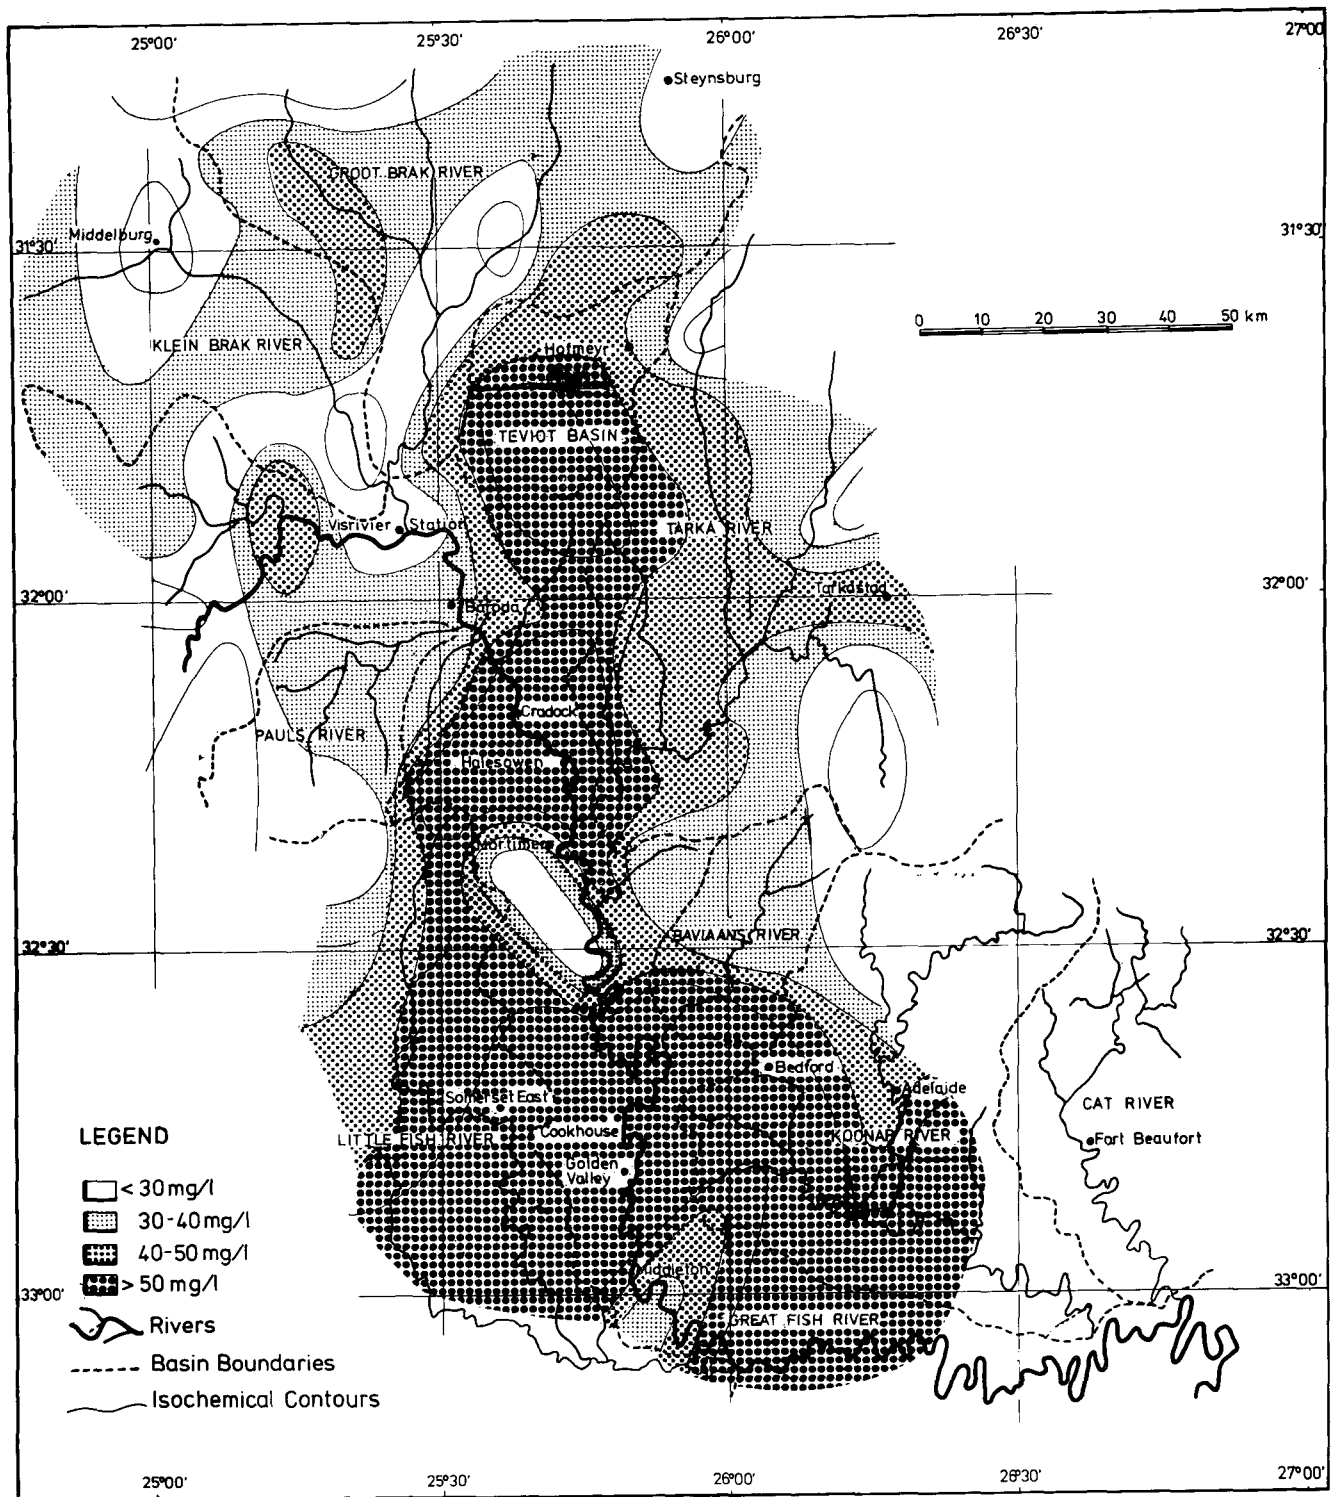 25°00'
25°30'
26°00'
26°30'
27°00'
Steynsburg
GROOT BRAK RIVER
Middelburg
31°30'
31°30'
0 10 20 30 40 50 km
KLEIN BRAK RIVER
Hofmeyr
TEVIOT BASIN
Visrivier Station
TARKA RIVER
32°00'
Baroda
Tarkastad
32°00'
Cradock
PAULS RIVER
Halesowen
Mortimer
32°30'
BAVIAANS RIVER
32°30'
Bedford
Somerset East
Adelaide
CAT RIVER
LEGEND
LITTLE FISH RIVER
Cookhouse
KOONAP RIVER
Fort Beaufort
Golden
Valley
< 30 mg/l
30-40 mg/l
40-50 mg/l
> 50 mg/l
Middleton
33°00'
33°00'
GREAT FISH RIVER
Rivers
Basin Boundaries
Isochemical Contours
25°00'
25°30'
26°00'
26°30'
27°00'